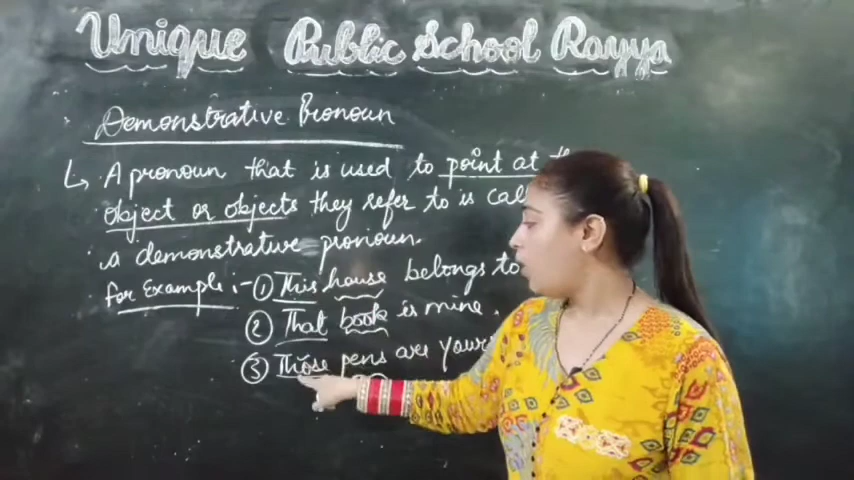 Unique Public School Rayya
Demonstrative Pronoun
↳ A pronoun that is used to point at
object or objects they refer to is
a demonstrative pronoun.
For Example :- ① This house belongs to
② That book is mine.
③ Those pens are